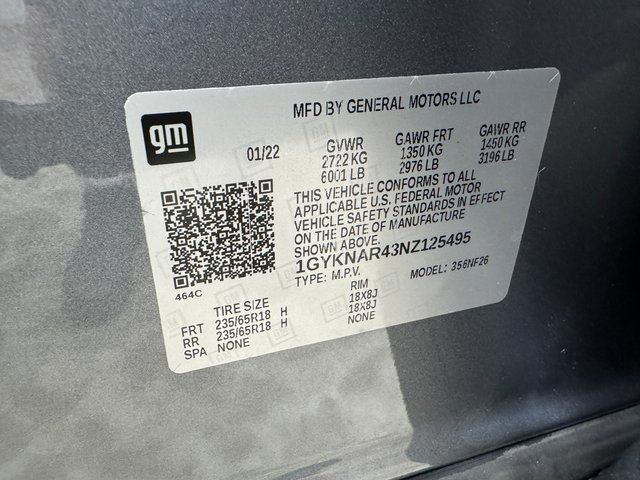 MFD BY GENERAL MOTORS LLC
gm
01/22 GVWR GAWR FRT GAWR RR
2722 KG 1350 KG 1450 KG
6001 LB 2976 LB 3196 LB
THIS VEHICLE CONFORMS TO ALL
APPLICABLE U.S. FEDERAL MOTOR
VEHICLE SAFETY STANDARDS IN EFFECT
ON THE DATE OF MANUFACTURE
SHOWN ABOVE.
1GYKNAR43NZ125495
TYPE: M.P.V. MODEL: 356NF26
464C
TIRE SIZE RIM
FRT 235/65R18 H 18X8J
RR 235/65R18 H 18X8J
SPA NONE NONE